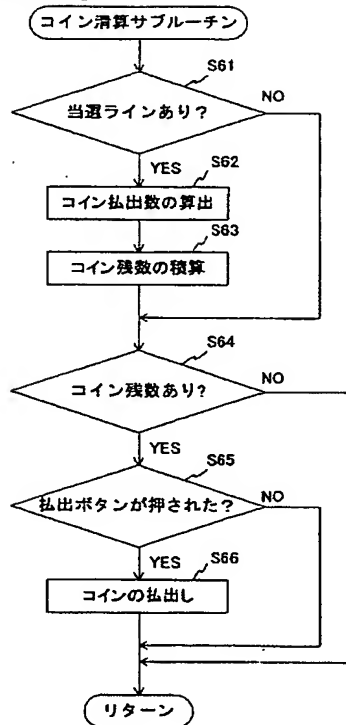 コイン清算サブルーチン
S61
当選ラインあり？
NO
YES
S62
コイン払出数の算出
S63
コイン残数の積算
S64
コイン残数あり？
NO
YES
S65
払出ボタンが押された？
NO
YES
S66
コインの払出し
リターン